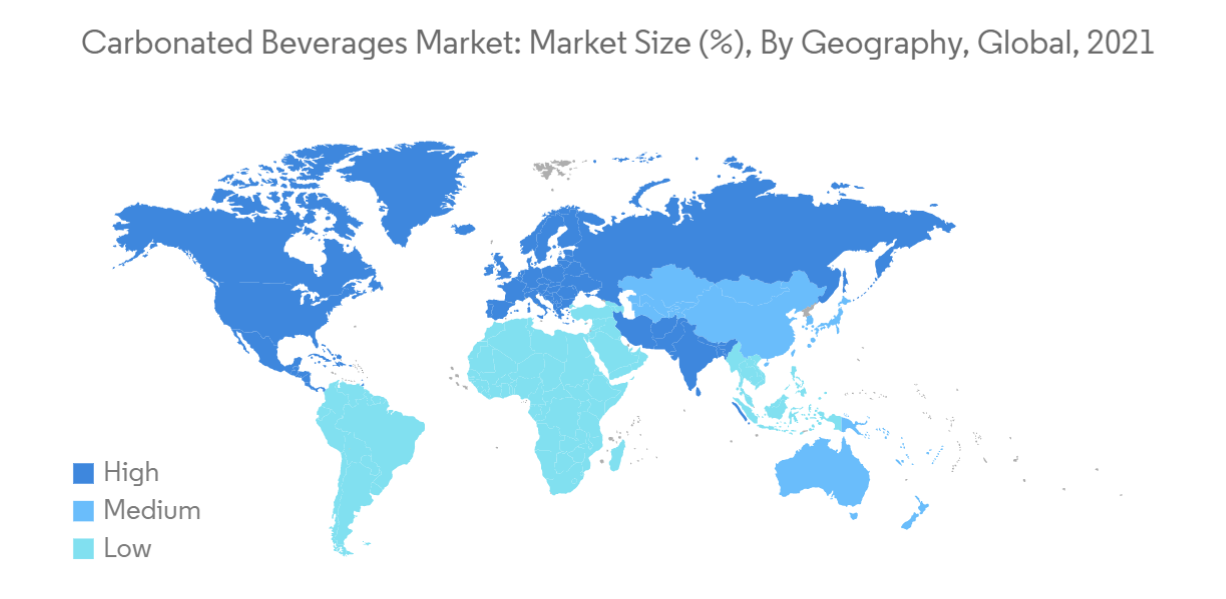 Carbonated Beverages Market: Market Size (%), By Geography, Global, 2021
High
Medium
Low